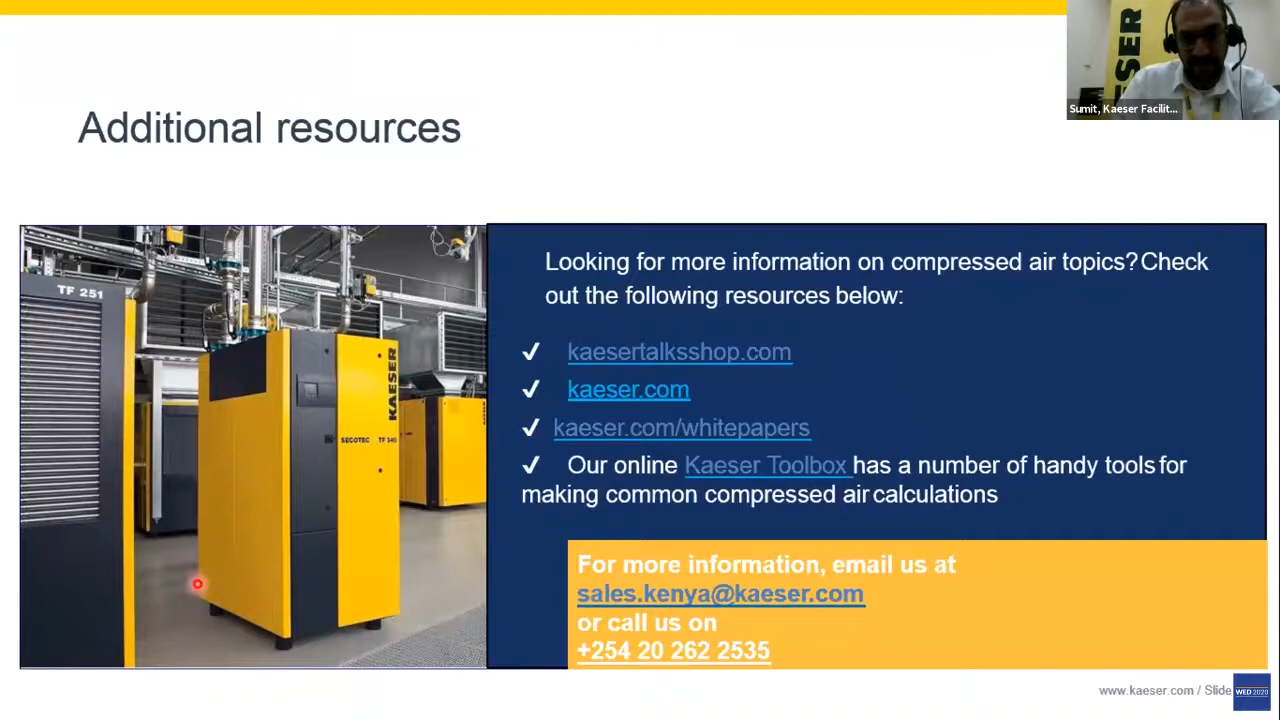 KAESER
Sumit, Kaeser Facilit...
Additional resources
TF 251
KAESER
SECOTEC TF 340
Looking for more information on compressed air topics? Check
out the following resources below:
✓ kaesertalksshop.com
✓ kaeser.com
✓ kaeser.com/whitepapers
✓ Our online Kaeser Toolbox has a number of handy tools for
making common compressed air calculations
For more information, email us at
sales.kenya@kaeser.com
or call us on
+254 20 262 2535
www.kaeser.com / Slide
WED 2020